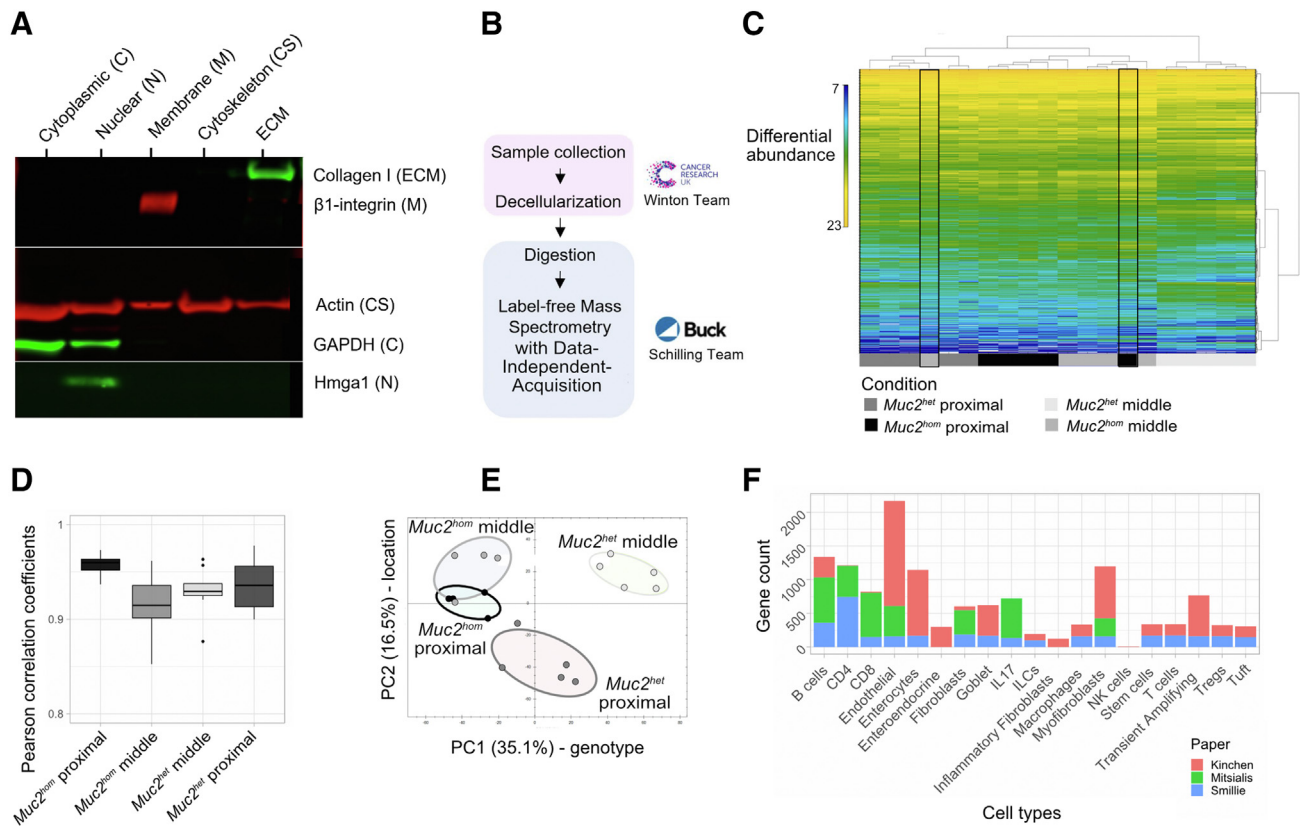 A
Cytoplasmic (C)
Nuclear (N)
Membrane (M)
Cytoskeleton (CS)
ECM
Collagen I (ECM)
β1-integrin (M)
Actin (CS)
GAPDH (C)
Hmga1 (N)
B
Sample collection
Decellularization
CANCER
RESEARCH
UK
Winton Team
Digestion
Label-free Mass
Spectrometry
with Data-
Independent-
Acquisition
Buck
Schilling Team
C
7
Differential
abundance
23
Condition
Muc2het proximal
Muc2hom proximal
Muc2het middle
Muc2hom middle
D
Pearson correlation coefficients
1
0.9
0.8
Muc2hom proximal
Muc2hom middle
Muc2het middle
Muc2het proximal
E
Muc2hom middle
Muc2het middle
Muc2hom
proximal
Muc2het
proximal
PC2 (16.5%) - location
PC1 (35.1%) - genotype
F
Gene count
2000
1500
1000
500
0
B cells
CD4
CD8
Endothelial
Enterocytes
Enteroendocrine
Fibroblasts
Goblet
IL17
ILCs
Inflammatory Fibroblasts
Macrophages
Myofibroblasts
NK cells
Stem cells
T cells
Transient Amplifying
Tregs
Tuft
Cell types
Paper
Kinchen
Mitsialis
Smillie